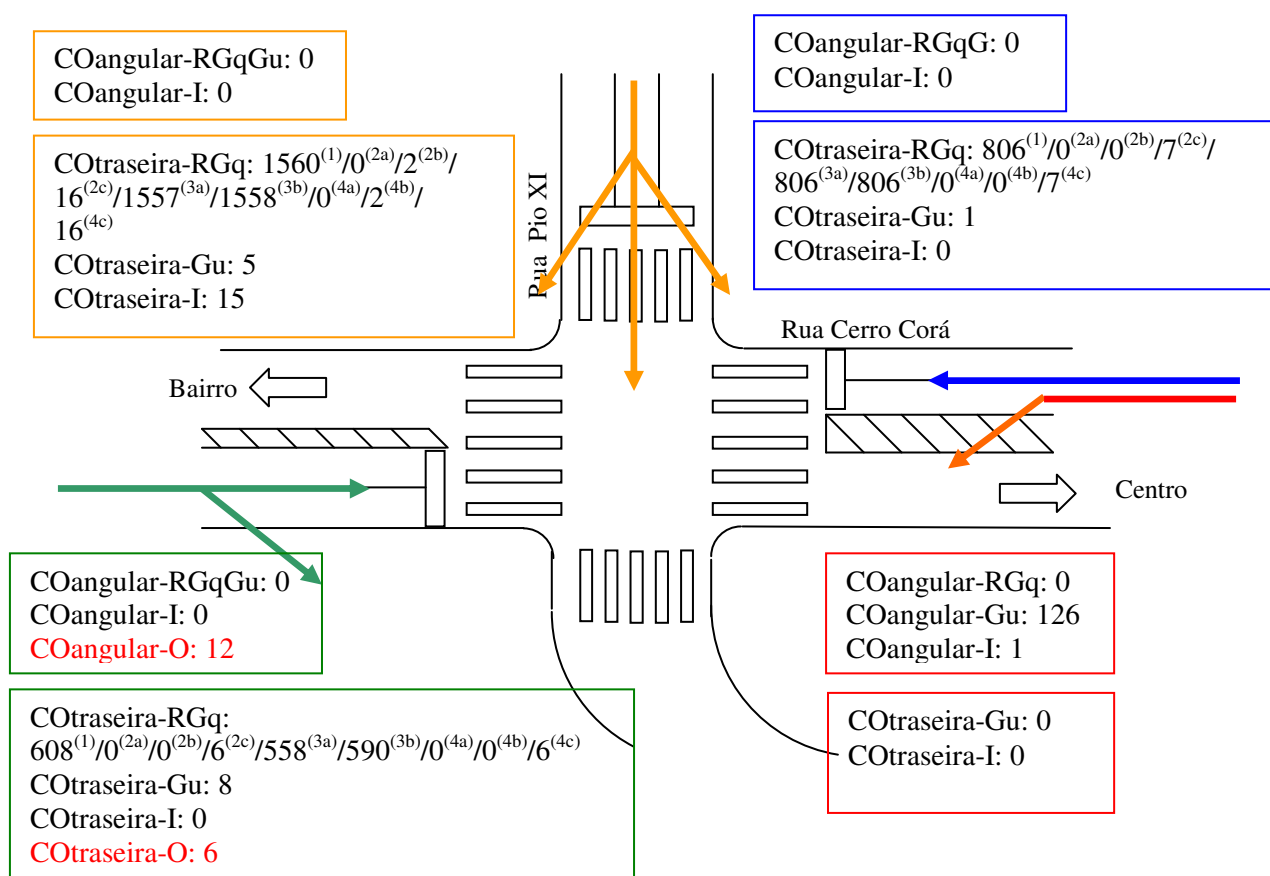 COangular-RGqGu: 0
COangular-I: 0
COangular-RGqG: 0
COangular-I: 0
COtraseira-RGq: 1560(1)/0(2a)/2(2b)/
16(2c)/1557(3a)/1558(3b)/0(4a)/2(4b)/
16(4c)
COtraseira-Gu: 5
COtraseira-I: 15
COtraseira-RGq: 806(1)/0(2a)/0(2b)/7(2c)/
806(3a)/806(3b)/0(4a)/0(4b)/7(4c)
COtraseira-Gu: 1
COtraseira-I: 0
Rua Pio XI
Rua Cerro Corá
Bairro
Centro
COangular-RGqGu: 0
COangular-I: 0
COangular-O: 12
COangular-RGq: 0
COangular-Gu: 126
COangular-I: 1
COtraseira-RGq:
608(1)/0(2a)/0(2b)/6(2c)/558(3a)/590(3b)/0(4a)/0(4b)/6(4c)
COtraseira-Gu: 8
COtraseira-I: 0
COtraseira-O: 6
COtraseira-Gu: 0
COtraseira-I: 0